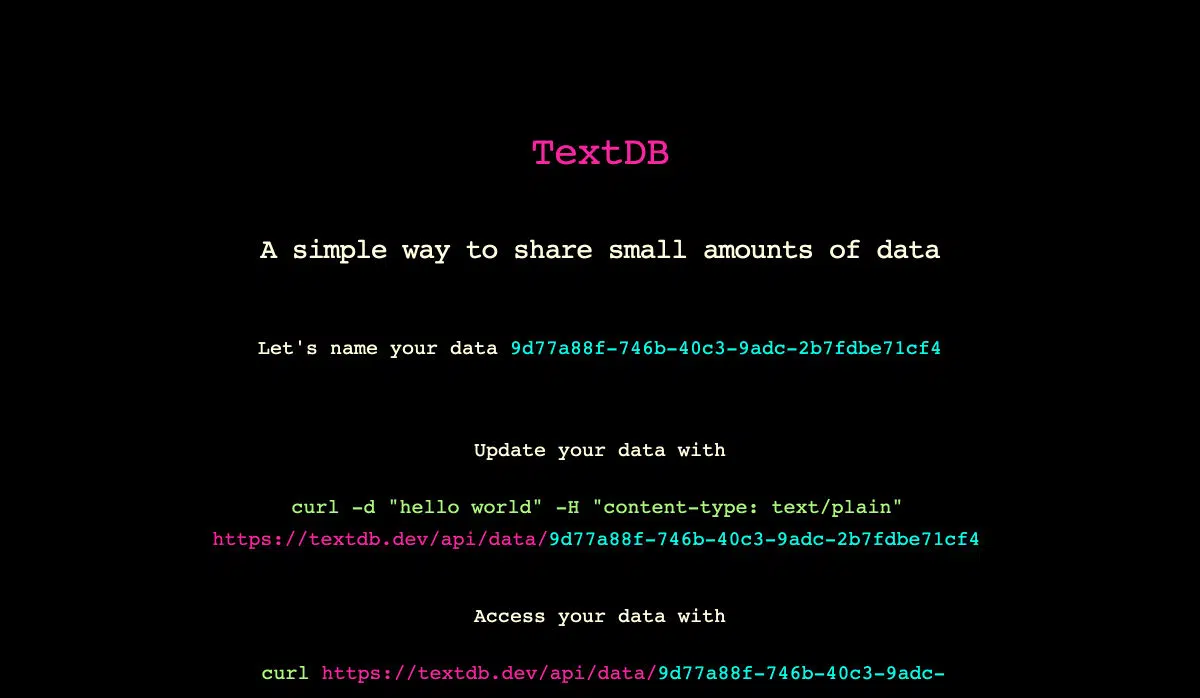 TextDB
A simple way to share small amounts of data
Let's name your data 9d77a88f-746b-40c3-9adc-2b7fdbe71cf4
Update your data with
curl -d "hello world" -H "content-type: text/plain"
https://textdb.dev/api/data/9d77a88f-746b-40c3-9adc-2b7fdbe71cf4
Access your data with
curl https://textdb.dev/api/data/9d77a88f-746b-40c3-9adc-